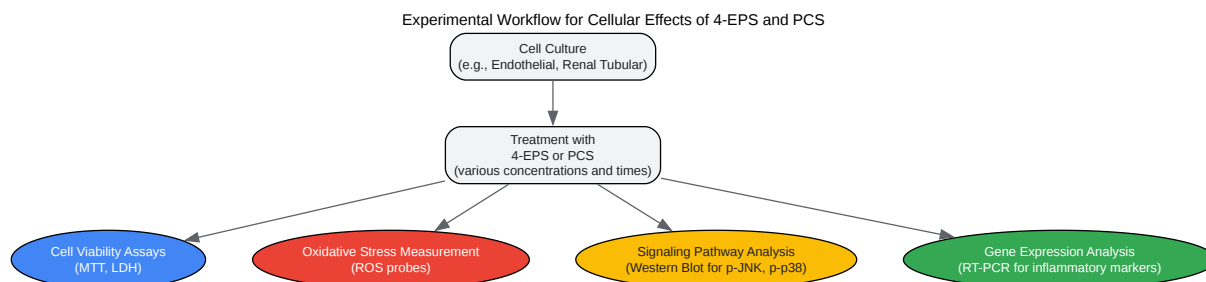 Experimental Workflow for Cellular Effects of 4-EPS and PCS
Cell Culture
(e.g., Endothelial, Renal Tubular)
Treatment with
4-EPS or PCS
(various concentrations and times)
Cell Viability Assays
(MTT, LDH)
Oxidative Stress Measurement
(ROS probes)
Signaling Pathway Analysis
(Western Blot for p-JNK, p-p38)
Gene Expression Analysis
(RT-PCR for inflammatory markers)